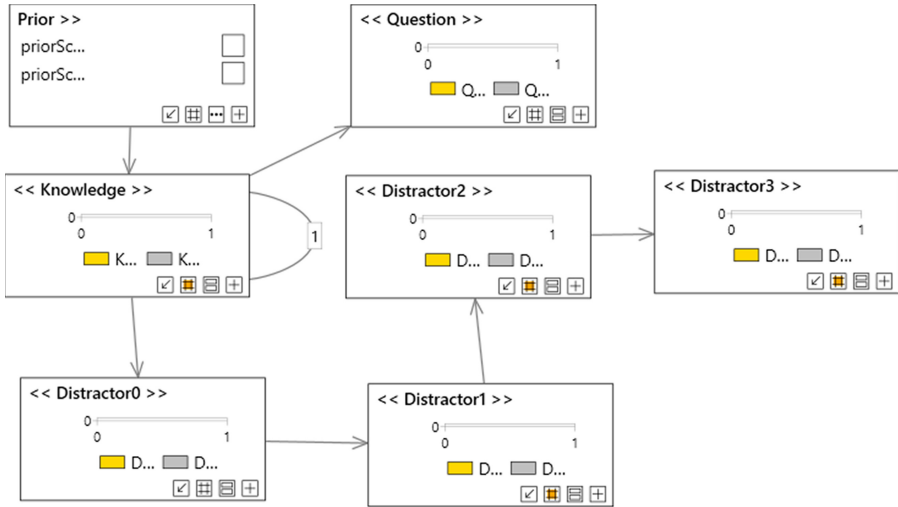 Prior >>
priorSc...
priorSc...
<< Question >>
0
0 1
Q... Q...
<< Knowledge >>
0
0 1
K... K...
1
<< Distractor2 >>
0
0 1
D... D...
<< Distractor3 >>
0
0 1
D... D...
<< Distractor0 >>
0
0 1
D... D...
<< Distractor1 >>
0
0 1
D... D...